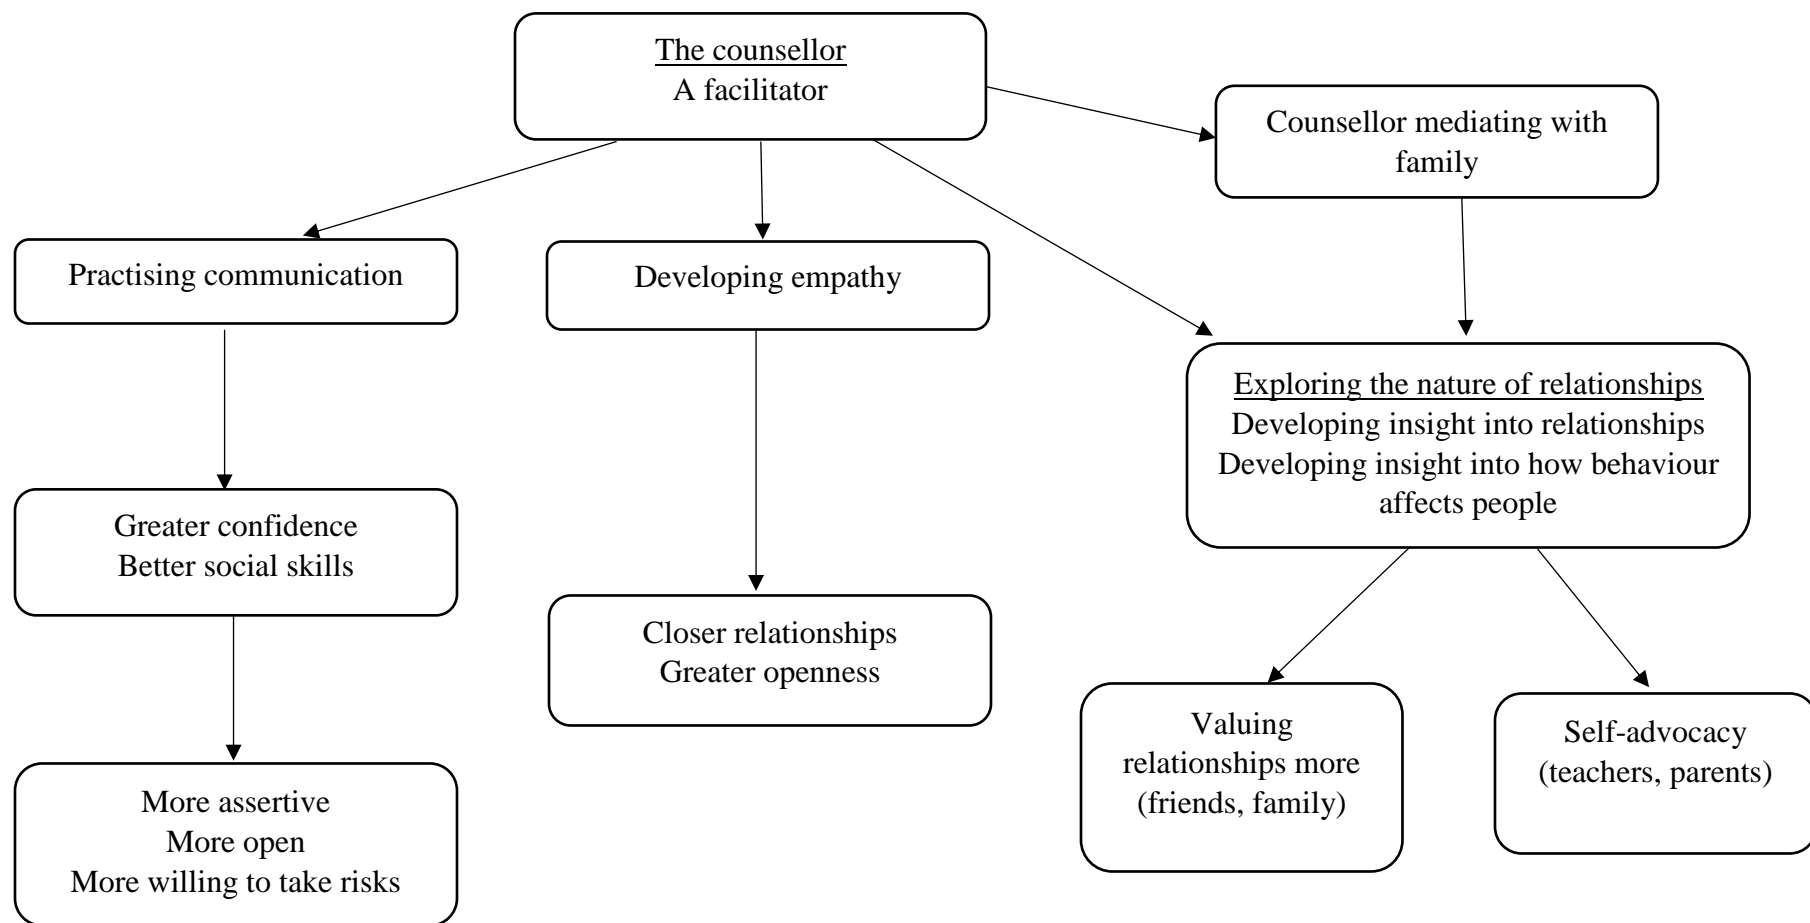 The counsellor
A facilitator
Counsellor mediating with
family
Practising communication
Developing empathy
Exploring the nature of relationships
Developing insight into relationships
Developing insight into how behaviour
affects people
Greater confidence
Better social skills
Closer relationships
Greater openness
Valuing
relationships more
(friends, family)
Self-advocacy
(teachers, parents)
More assertive
More open
More willing to take risks